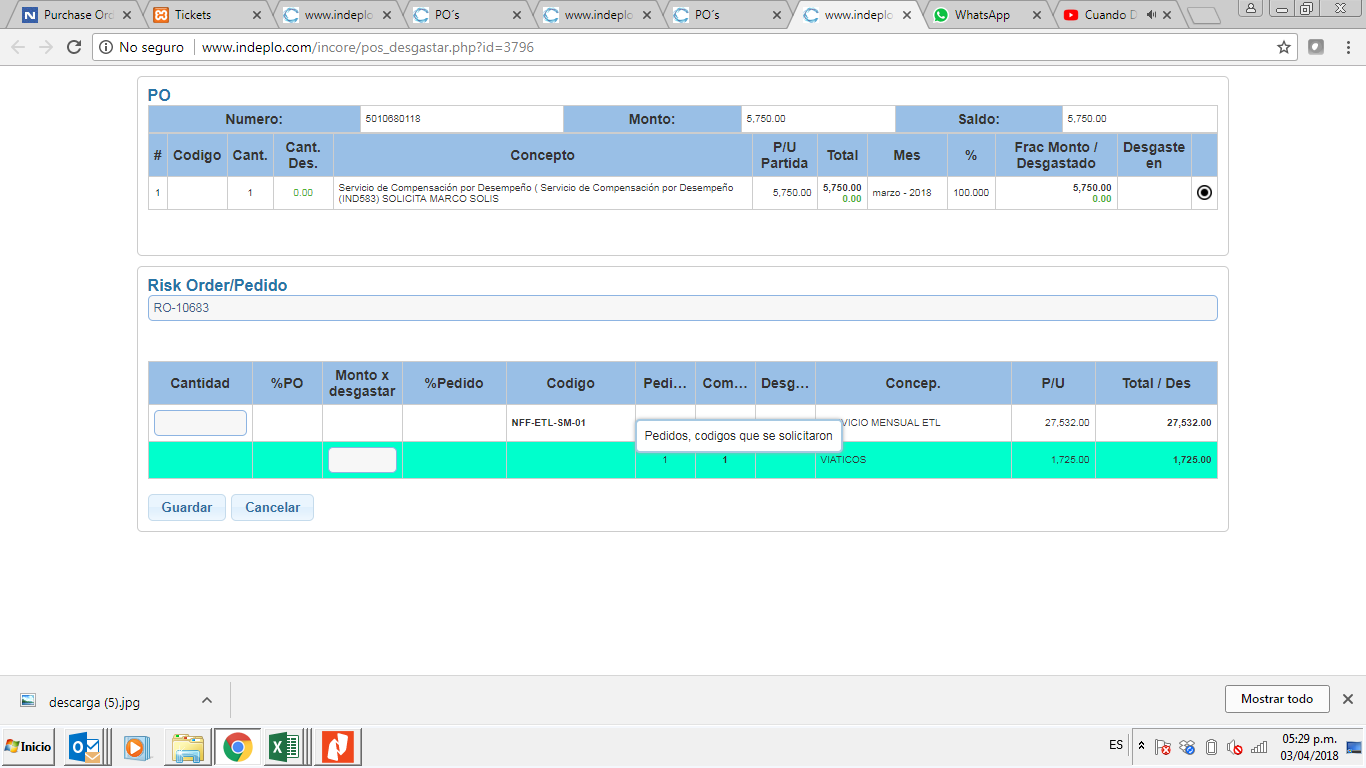 Purchase Ord
Tickets
www.indeplo
PO´s
www.indeplo
PO´s
www.indeplo
WhatsApp
Cuando D
No seguro
www.indeplo.com/incore/pos_desgastar.php?id=3796
PO
Numero: 5010680118 Monto: 5,750.00 Saldo: 5,750.00
# Codigo Cant. Cant. Des. Concepto P/U Partida Total Mes % Frac Monto / Desgastado Desgaste en
1 1 0.00 Servicio de Compensación por Desempeño ( Servicio de Compensación por Desempeño 5,750.00 5,750.00 marzo - 2018 100.000 5,750.00
(IND583) SOLICITA MARCO SOLIS 0.00 0.00
Risk Order/Pedido
RO-10683
Cantidad %PO Monto x desgastar %Pedido Codigo Pedi... Com... Desg... Concep. P/U Total / Des
NFF-ETL-SM-01 VICIO MENSUAL ETL 27,532.00 27,532.00
Pedidos, codigos que se solicitaron
1 1 VIATICOS 1,725.00 1,725.00
Guardar Cancelar
descarga (5).jpg
Mostrar todo
Inicio
ES
05:29 p.m.
03/04/2018